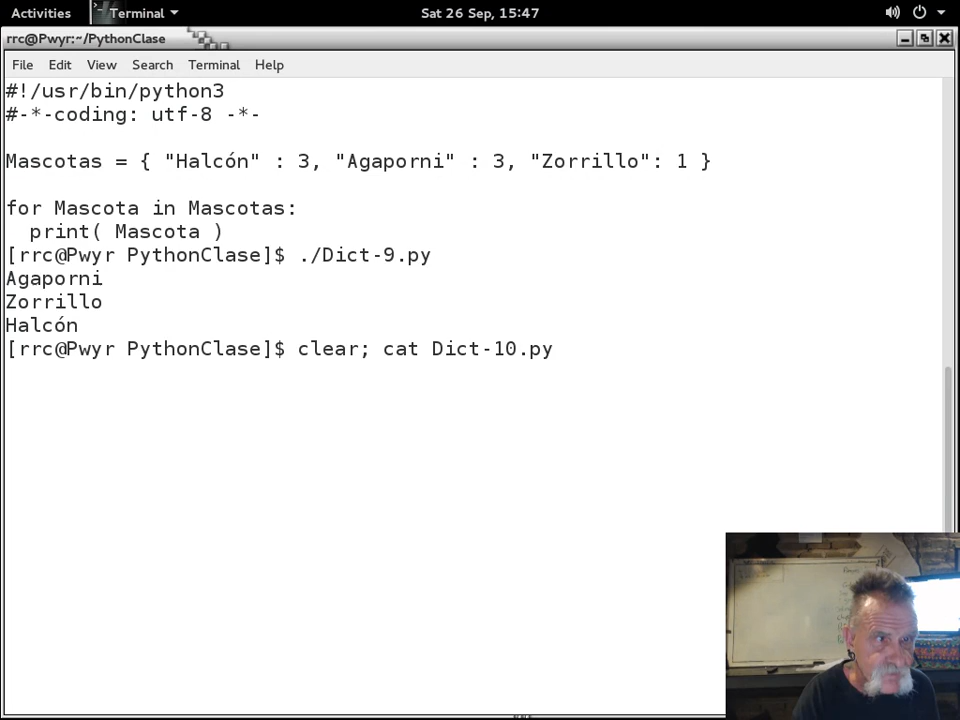 Activities Terminal Sat 26 Sep, 15:47
rrc@Pwyr:~/PythonClase
File Edit View Search Terminal Help
#!/usr/bin/python3
#-*-coding: utf-8 -*-
Mascotas = { "Halcón" : 3, "Agaporni" : 3, "Zorrillo": 1 }
for Mascota in Mascotas:
  print( Mascota )
[rrc@Pwyr PythonClase]$ ./Dict-9.py
Agaporni
Zorrillo
Halcón
[rrc@Pwyr PythonClase]$ clear; cat Dict-10.py